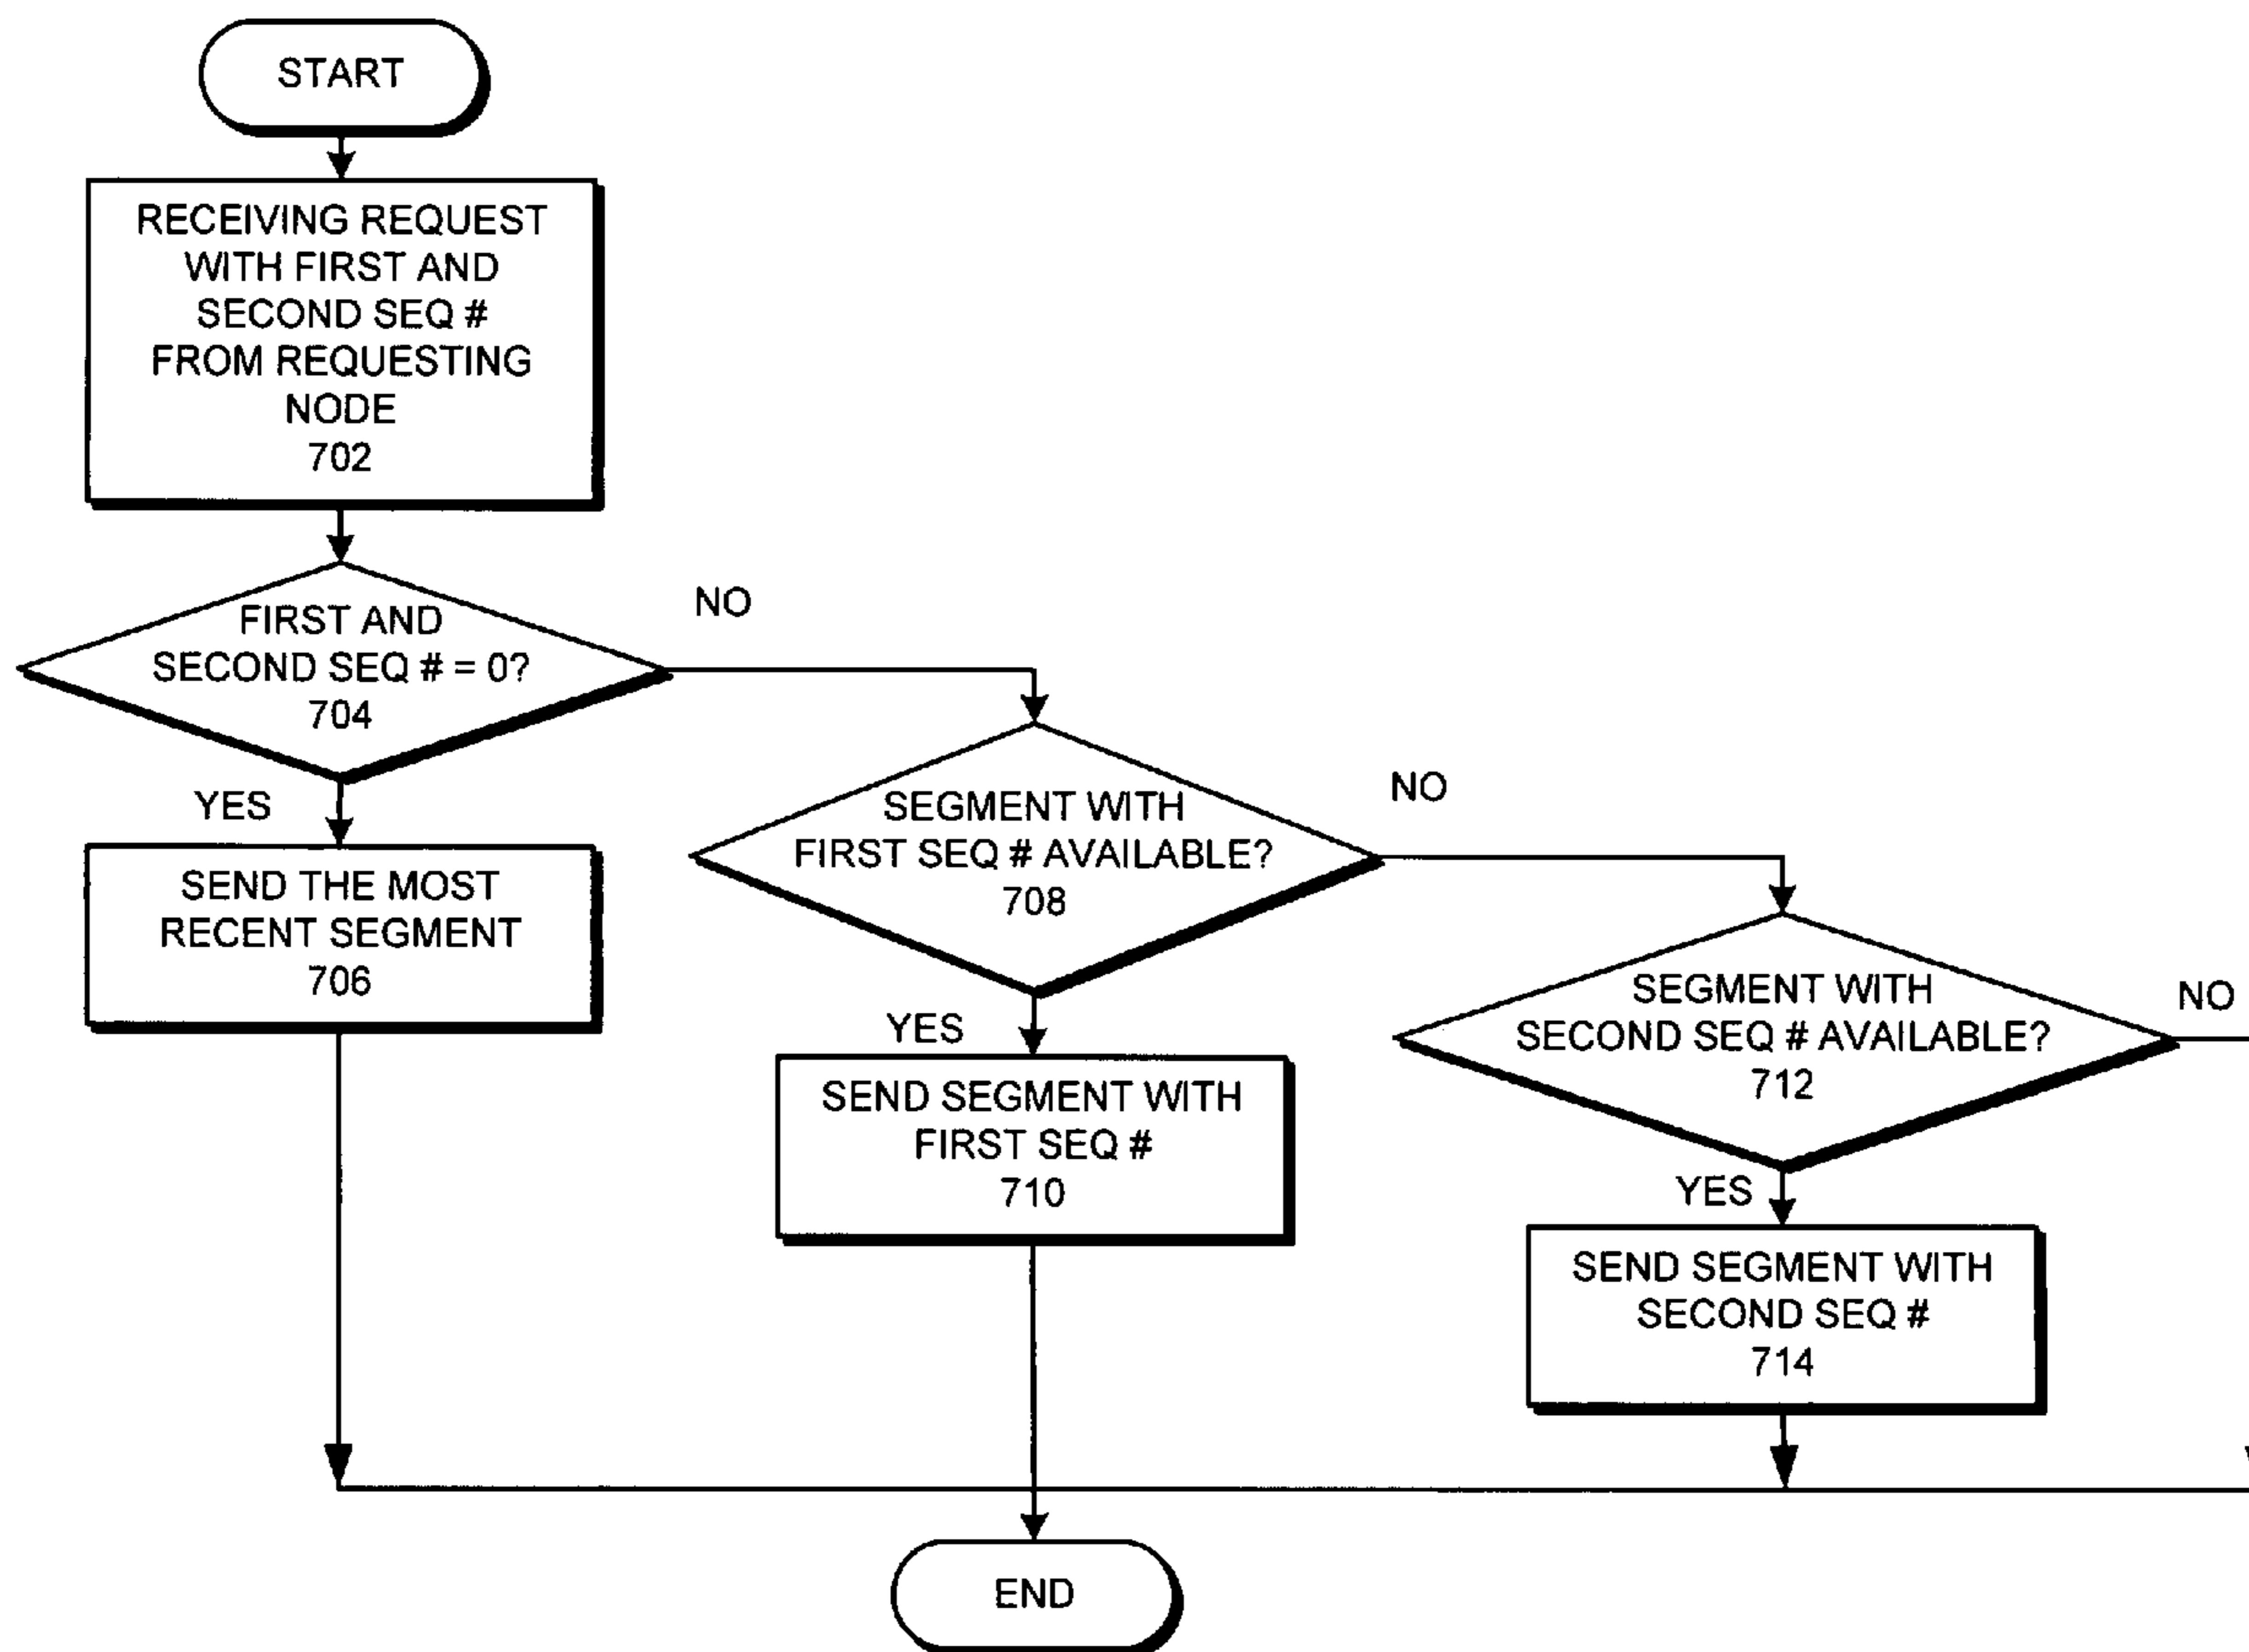 START
RECEIVING REQUEST
WITH FIRST AND
SECOND SEQ #
FROM REQUESTING
NODE
702
FIRST AND
SECOND SEQ # = 0?
704
NO
YES
SEND THE MOST
RECENT SEGMENT
706
SEGMENT WITH
FIRST SEQ # AVAILABLE?
708
NO
YES
SEND SEGMENT WITH
FIRST SEQ #
710
SEGMENT WITH
SECOND SEQ # AVAILABLE?
712
NO
YES
SEND SEGMENT WITH
SECOND SEQ #
714
END